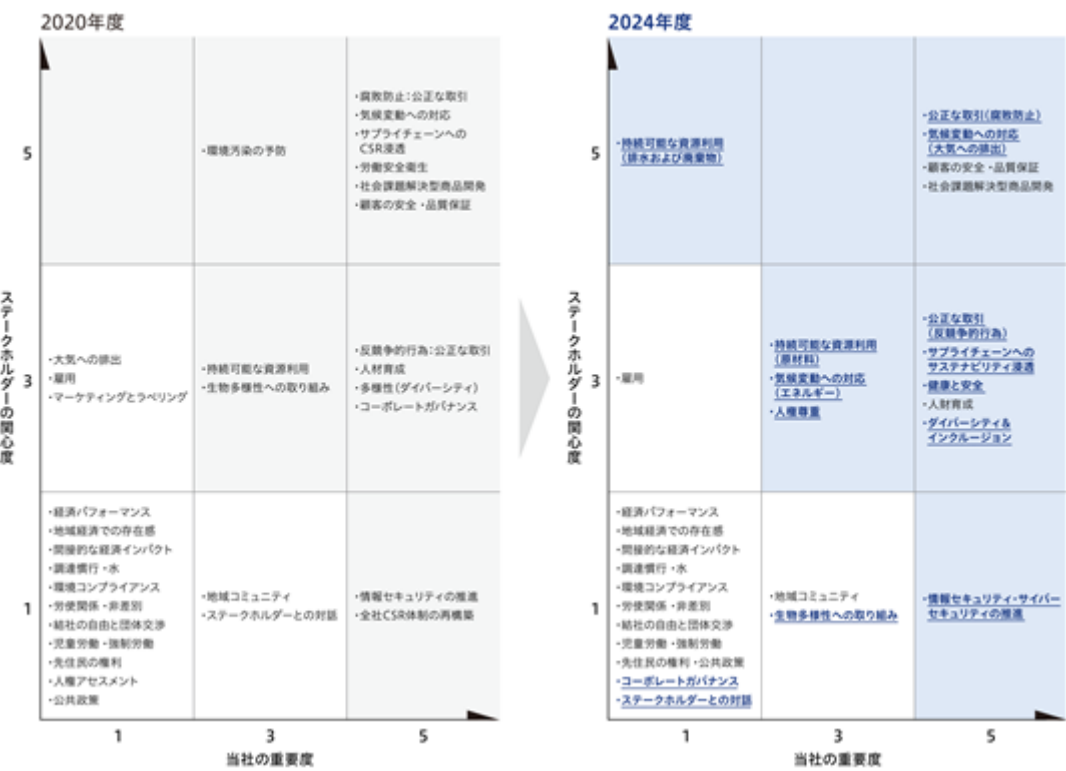 2020年度
ステークホルダーの関心度
5
・環境汚染の予防
・腐敗防止：公正な取引
・気候変動への対応
・サプライチェーンへの
CSR浸透
・労働安全衛生
・社会課題解決型商品開発
・顧客の安全・品質保証
3
・大気への排出
・雇用
・マーケティングとラベリング
・持続可能な資源利用
・生物多様性への取り組み
・反競争的行為：公正な取引
・人材育成
・多様性（ダイバーシティ）
・コーポレートガバナンス
1
・経済パフォーマンス
・地域経済での存在感
・間接的な経済インパクト
・調達慣行・水
・環境コンプライアンス
・労使関係・非差別
・結社の自由と団体交渉
・児童労働・強制労働
・先住民の権利
・人権アセスメント
・公共政策
・地域コミュニティ
・ステークホルダーとの対話
・情報セキュリティの推進
・全社CSR体制の再構築
1
3
5
当社の重要度
2024年度
ステークホルダーの関心度
5
・持続可能な資源利用
（排水および廃棄物）
・公正な取引（腐敗防止）
・気候変動への対応
（大気への排出）
・顧客の安全・品質保証
・社会課題解決型商品開発
3
・雇用
・持続可能な資源利用
（原材料）
・気候変動への対応
（エネルギー）
・人権尊重
・公正な取引
（反競争的行為）
・サプライチェーンへの
サステナビリティ浸透
・健康と安全
・人財育成
・ダイバーシティ&
インクルージョン
1
・経済パフォーマンス
・地域経済での存在感
・間接的な経済インパクト
・調達慣行・水
・環境コンプライアンス
・労使関係・非差別
・結社の自由と団体交渉
・児童労働・強制労働
・先住民の権利・公共政策
・コーポレートガバナンス
・ステークホルダーとの対話
・地域コミュニティ
・生物多様性への取り組み
・情報セキュリティ・サイバー
セキュリティの推進
1
3
5
当社の重要度